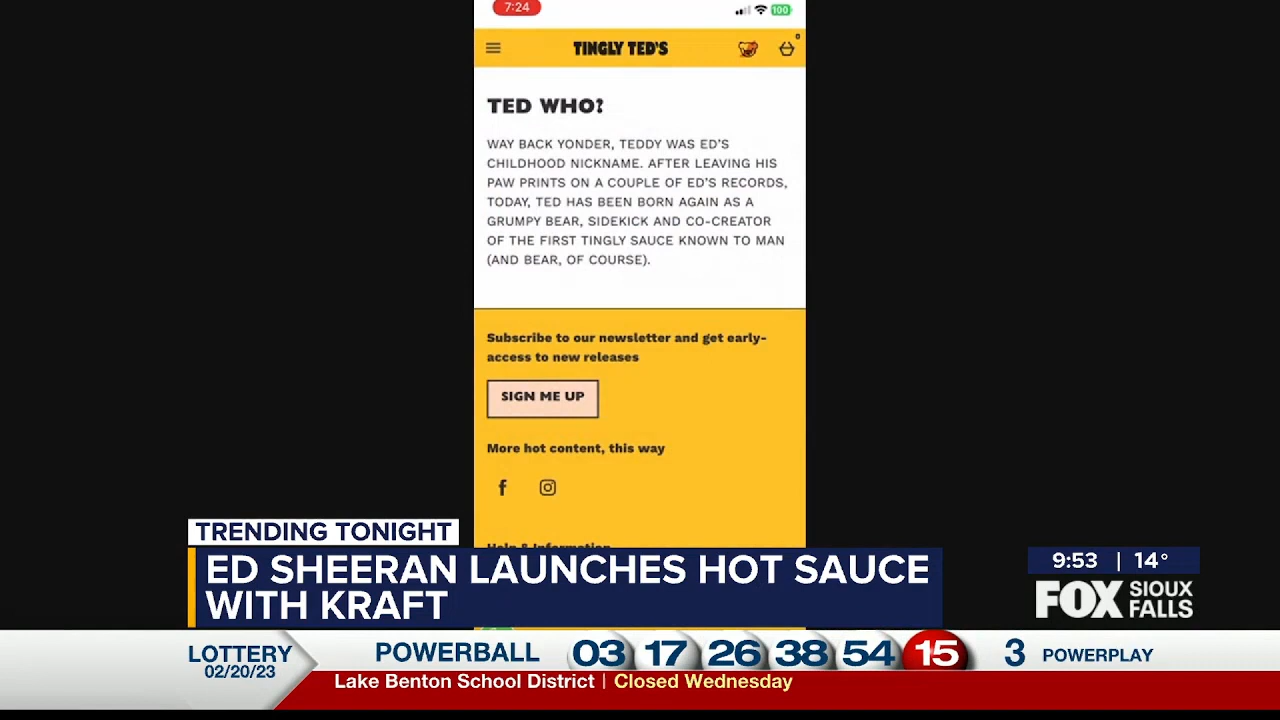 7:24
100
TINGLY TED'S
0
TED WHO?
WAY BACK YONDER, TEDDY WAS ED'S
CHILDHOOD NICKNAME. AFTER LEAVING HIS
PAW PRINTS ON A COUPLE OF ED'S RECORDS,
TODAY, TED HAS BEEN BORN AGAIN AS A
GRUMPY BEAR, SIDEKICK AND CO-CREATOR
OF THE FIRST TINGLY SAUCE KNOWN TO MAN
(AND BEAR, OF COURSE).
Subscribe to our newsletter and get early-
access to new releases
SIGN ME UP
More hot content, this way
Help & Information
TRENDING TONIGHT
ED SHEERAN LAUNCHES HOT SAUCE
WITH KRAFT
9:53 | 14°
FOX SIOUX
FALLS
LOTTERY
02/20/23
POWERBALL 03 17 26 38 54 15 3 POWERPLAY
Lake Benton School District | Closed Wednesday